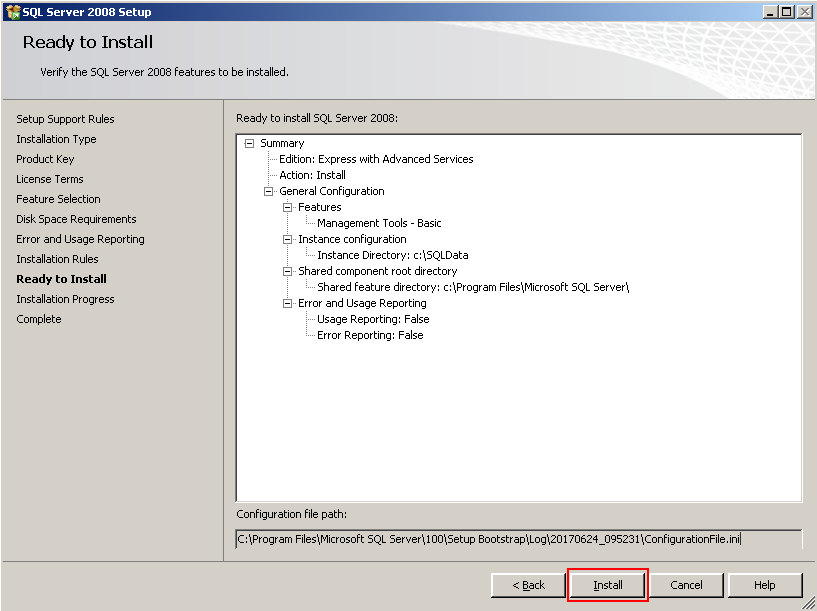 SQL Server 2008 Setup
Ready to Install
Verify the SQL Server 2008 features to be installed.
Setup Support Rules
Installation Type
Product Key
License Terms
Feature Selection
Disk Space Requirements
Error and Usage Reporting
Installation Rules
Ready to Install
Installation Progress
Complete
Ready to install SQL Server 2008:
Summary
Edition: Express with Advanced Services
Action: Install
General Configuration
Features
Management Tools - Basic
Instance configuration
Instance Directory: c:\SQLData
Shared component root directory
Shared feature directory: c:\Program Files\Microsoft SQL Server\
Error and Usage Reporting
Usage Reporting: False
Error Reporting: False
Configuration file path:
C:\Program Files\Microsoft SQL Server\100\Setup Bootstrap\Log\20170624_095231\ConfigurationFile.ini
< Back Install Cancel Help